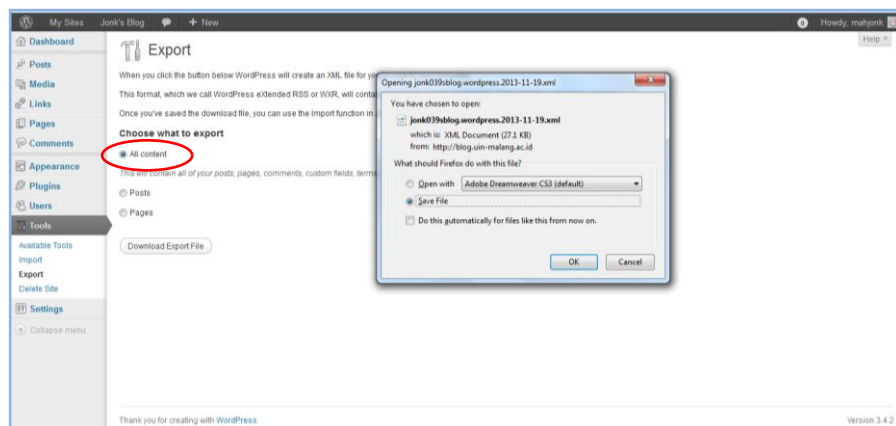 My Sites Jonk's Blog + New 0 Howdy, mahjonk
Help
Dashboard
Posts
Media
Links
Pages
Comments
Appearance
Plugins
Users
Tools
Available Tools
Import
Export
Delete Site
Settings
Collapse menu
Export
When you click the button below WordPress will create an XML file for
This format, which we call WordPress eXtended RSS or WXR, will
Once you've saved the download file, you can use the Import function in
Choose what to export
All content
This will contain all of your posts, pages, comments, custom fields, terms
Posts
Pages
Download Export File
Opening jonk039sblog.wordpress.2013-11-19.xml
You have chosen to open:
jonk039sblog.wordpress.2013-11-19.xml
which is: XML Document (27.1 KB)
from: http://blog.uin-malang.ac.id
What should Firefox do with this file?
Open with Adobe Dreamweaver CS3 (default)
Save File
Do this automatically for files like this from now on.
OK Cancel
Thank you for creating with WordPress. Version 3.4.2